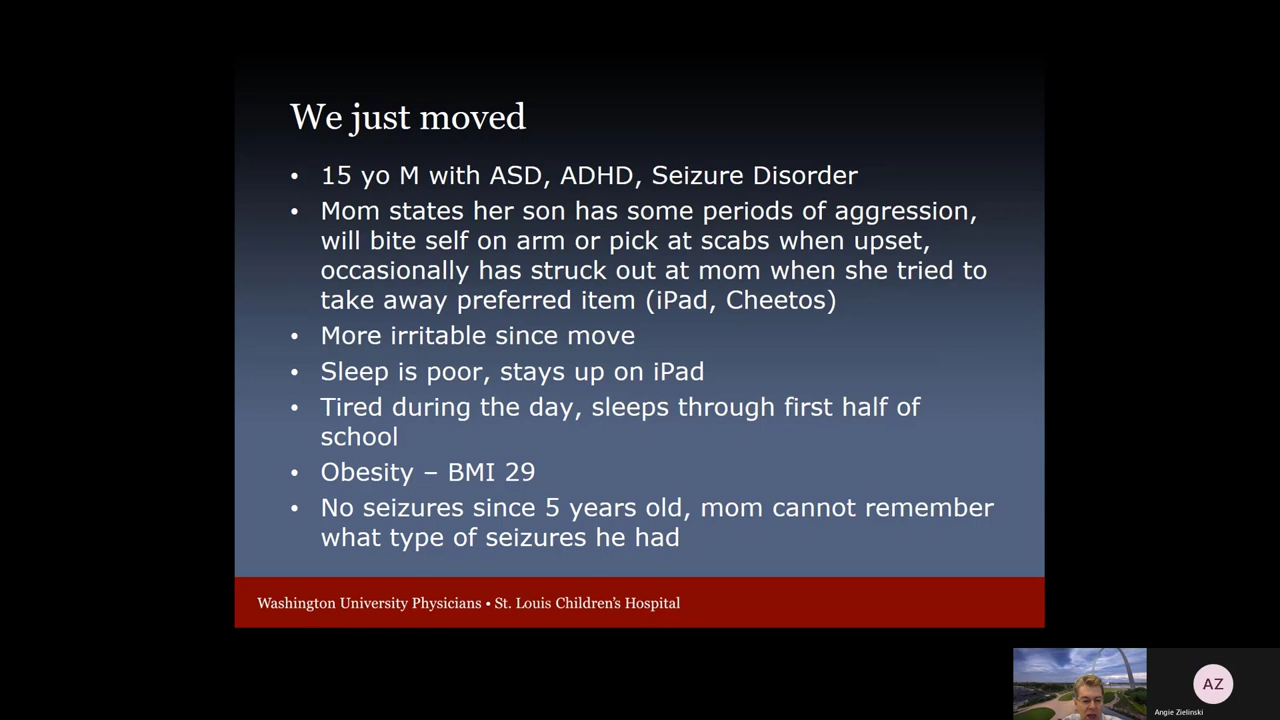 We just moved
• 15 yo M with ASD, ADHD, Seizure Disorder
• Mom states her son has some periods of aggression,
will bite self on arm or pick at scabs when upset,
occasionally has struck out at mom when she tried to
take away preferred item (iPad, Cheetos)
• More irritable since move
• Sleep is poor, stays up on iPad
• Tired during the day, sleeps through first half of
school
• Obesity – BMI 29
• No seizures since 5 years old, mom cannot remember
what type of seizures he had
Washington University Physicians • St. Louis Children's Hospital
AZ
Angie Zielinski